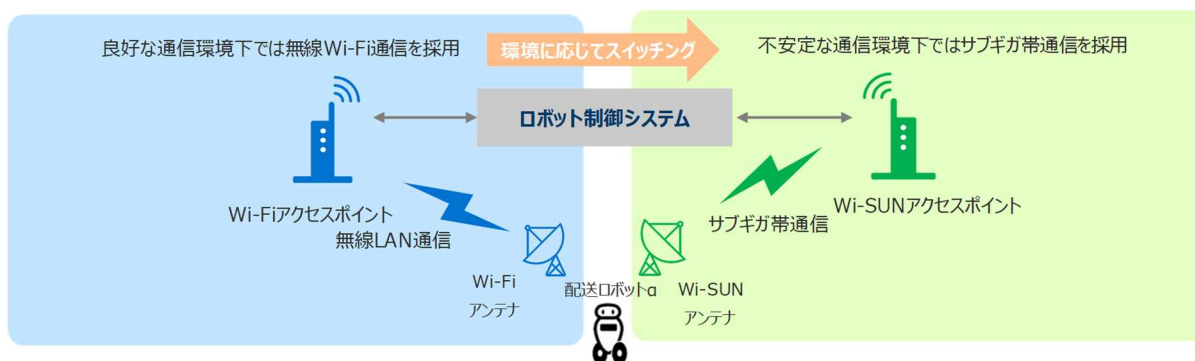 良好な通信環境下では無線Wi-Fi通信を採用
環境に応じてスイッチング
不安定な通信環境下ではサブギガ帯通信を採用
ロボット制御システム
Wi-Fiアクセスポイント
無線LAN通信
Wi-SUNアクセスポイント
サブギガ帯通信
Wi-Fi
アンテナ
配送ロボットα
Wi-SUN
アンテナ